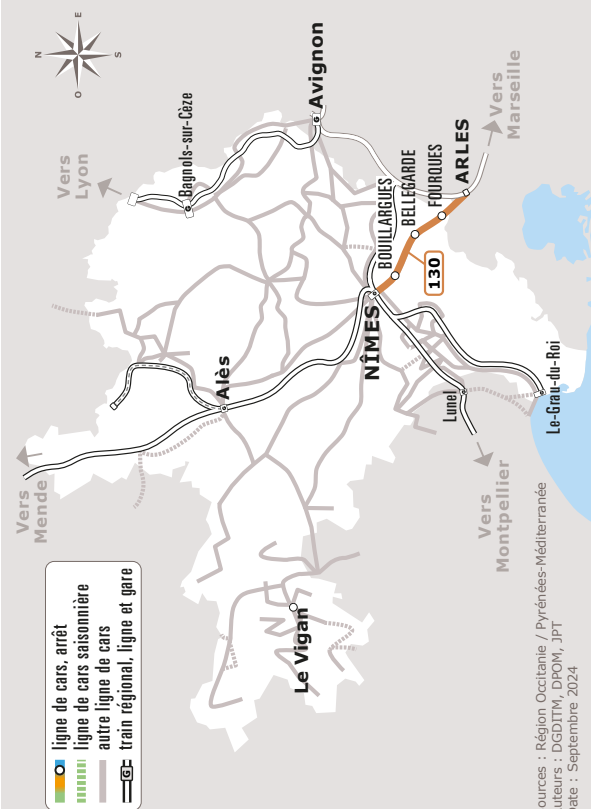 N
E
S
O
Vers
Lyon
Bagnols-sur-Cèze
G
Avignon
Vers
Marseille
BOUILLARGUES
BELLEGARDE
FOURQUES
ARLES
130
NÎMES
Alès
Vers
Mende
Lunel
Le-Grau-du-Roi
Vers
Montpellier
Le Vigan
ligne de cars, arrêt
ligne de cars saisonnière
autre ligne de cars
G
train régional, ligne et gare
ources : Région Occitanie / Pyrénées-Méditerranée
uteurs : DGDITM, DPOM, JPT
ate : Septembre 2024